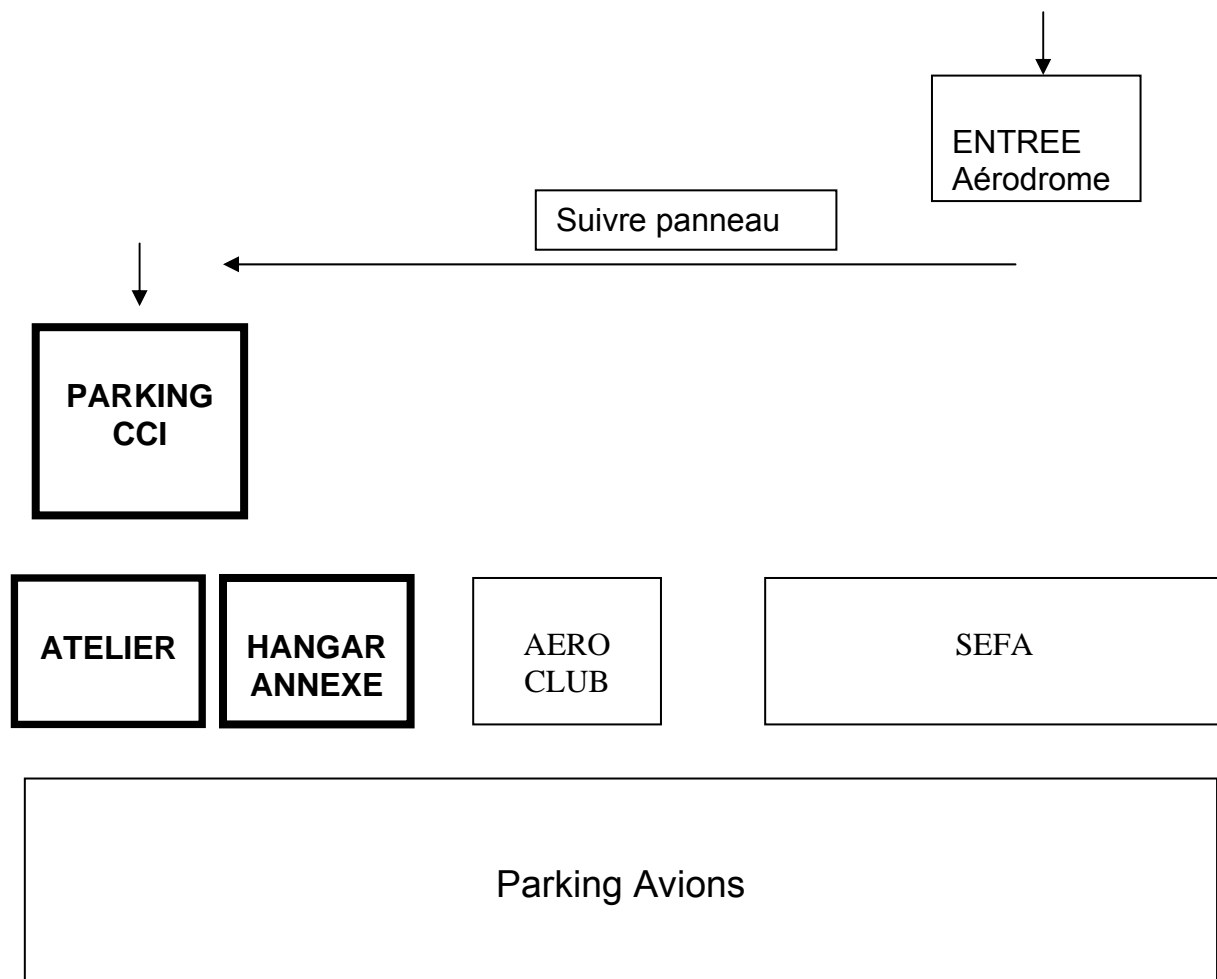 ENTREE
Aérodrome
Suivre panneau
PARKING
CCI
ATELIER
HANGAR
ANNEXE
AERO
CLUB
SEFA
Parking Avions